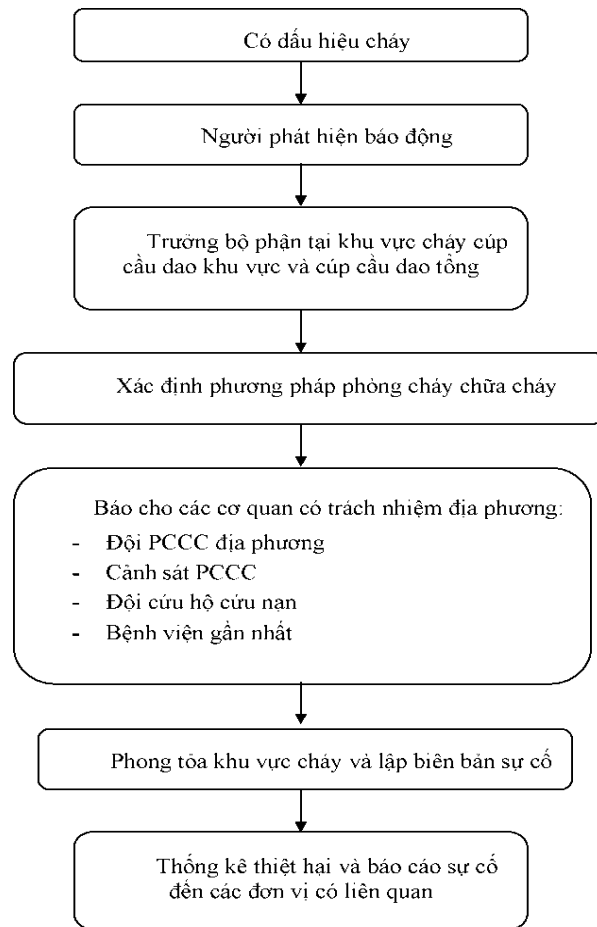 Có dấu hiệu cháy
Người phát hiện báo động
Trưởng bộ phận tại khu vực cháy cúp
cầu dao khu vực và cúp cầu dao tổng
Xác định phương pháp phòng cháy chữa cháy
Báo cho các cơ quan có trách nhiệm địa phương:
- Đội PCCC địa phương
- Cảnh sát PCCC
- Đội cứu hộ cứu nạn
- Bệnh viện gần nhất
Phong tỏa khu vực cháy và lập biên bản sự cố
Thống kê thiệt hại và báo cáo sự cố
đến các đơn vị có liên quan